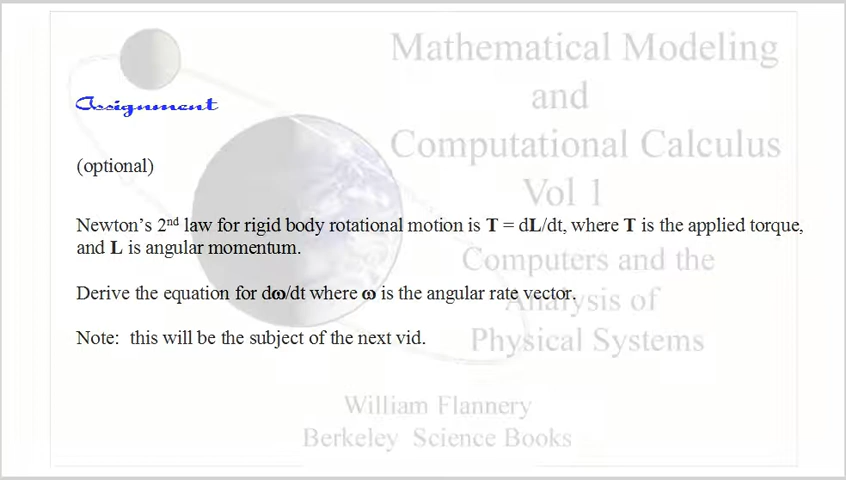 Mathematical Modeling
and
Assignment
Computational Calculus
(optional)
Vol 1
Newton's 2nd law for rigid body rotational motion is T = dL/dt, where T is the applied torque,
and L is angular momentum.
Computers and the
Derive the equation for dω/dt where ω is the angular rate vector.
Analysis of
Note: this will be the subject of the next vid.
Physical Systems
William Flannery
Berkeley Science Books